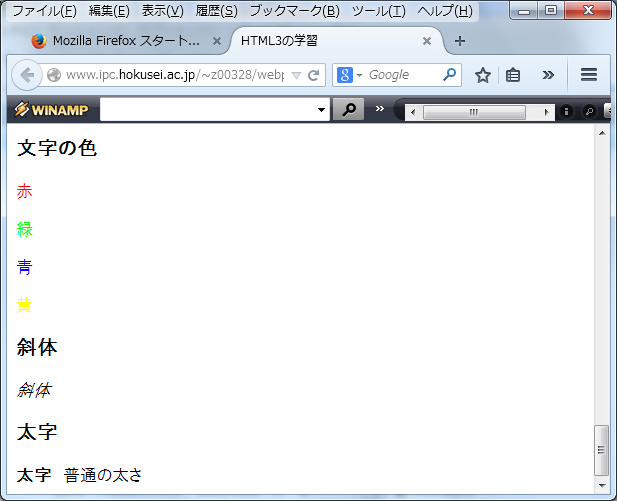 ファイル(F) 編集(E) 表示(V) 履歴(S) ブックマーク(B) ツール(T) ヘルプ(H)
Mozilla Firefox スタート... HTML3の学習
www.ipc.hokusei.ac.jp/~z00328/webp Google
WINAMP
文字の色
赤
緑
青
黄
斜体
斜体
太字
太字 普通の太さ